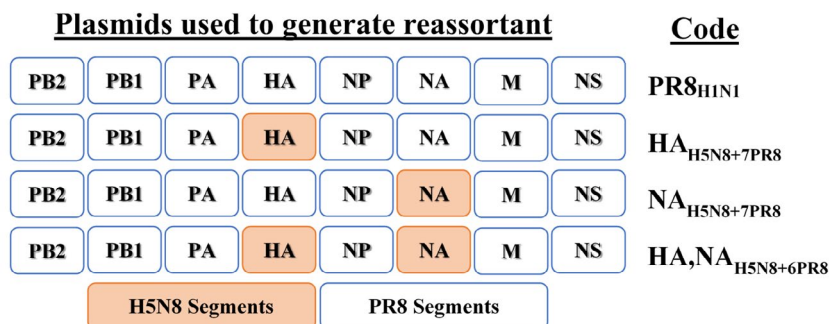 Plasmids used to generate reassortant Code
PB2 PB1 PA HA NP NA M NS PR8H1N1
PB2 PB1 PA HA NP NA M NS HAH5N8+7PR8
PB2 PB1 PA HA NP NA M NS NAH5N8+7PR8
PB2 PB1 PA HA NP NA M NS HA,NAH5N8+6PR8
H5N8 Segments PR8 Segments